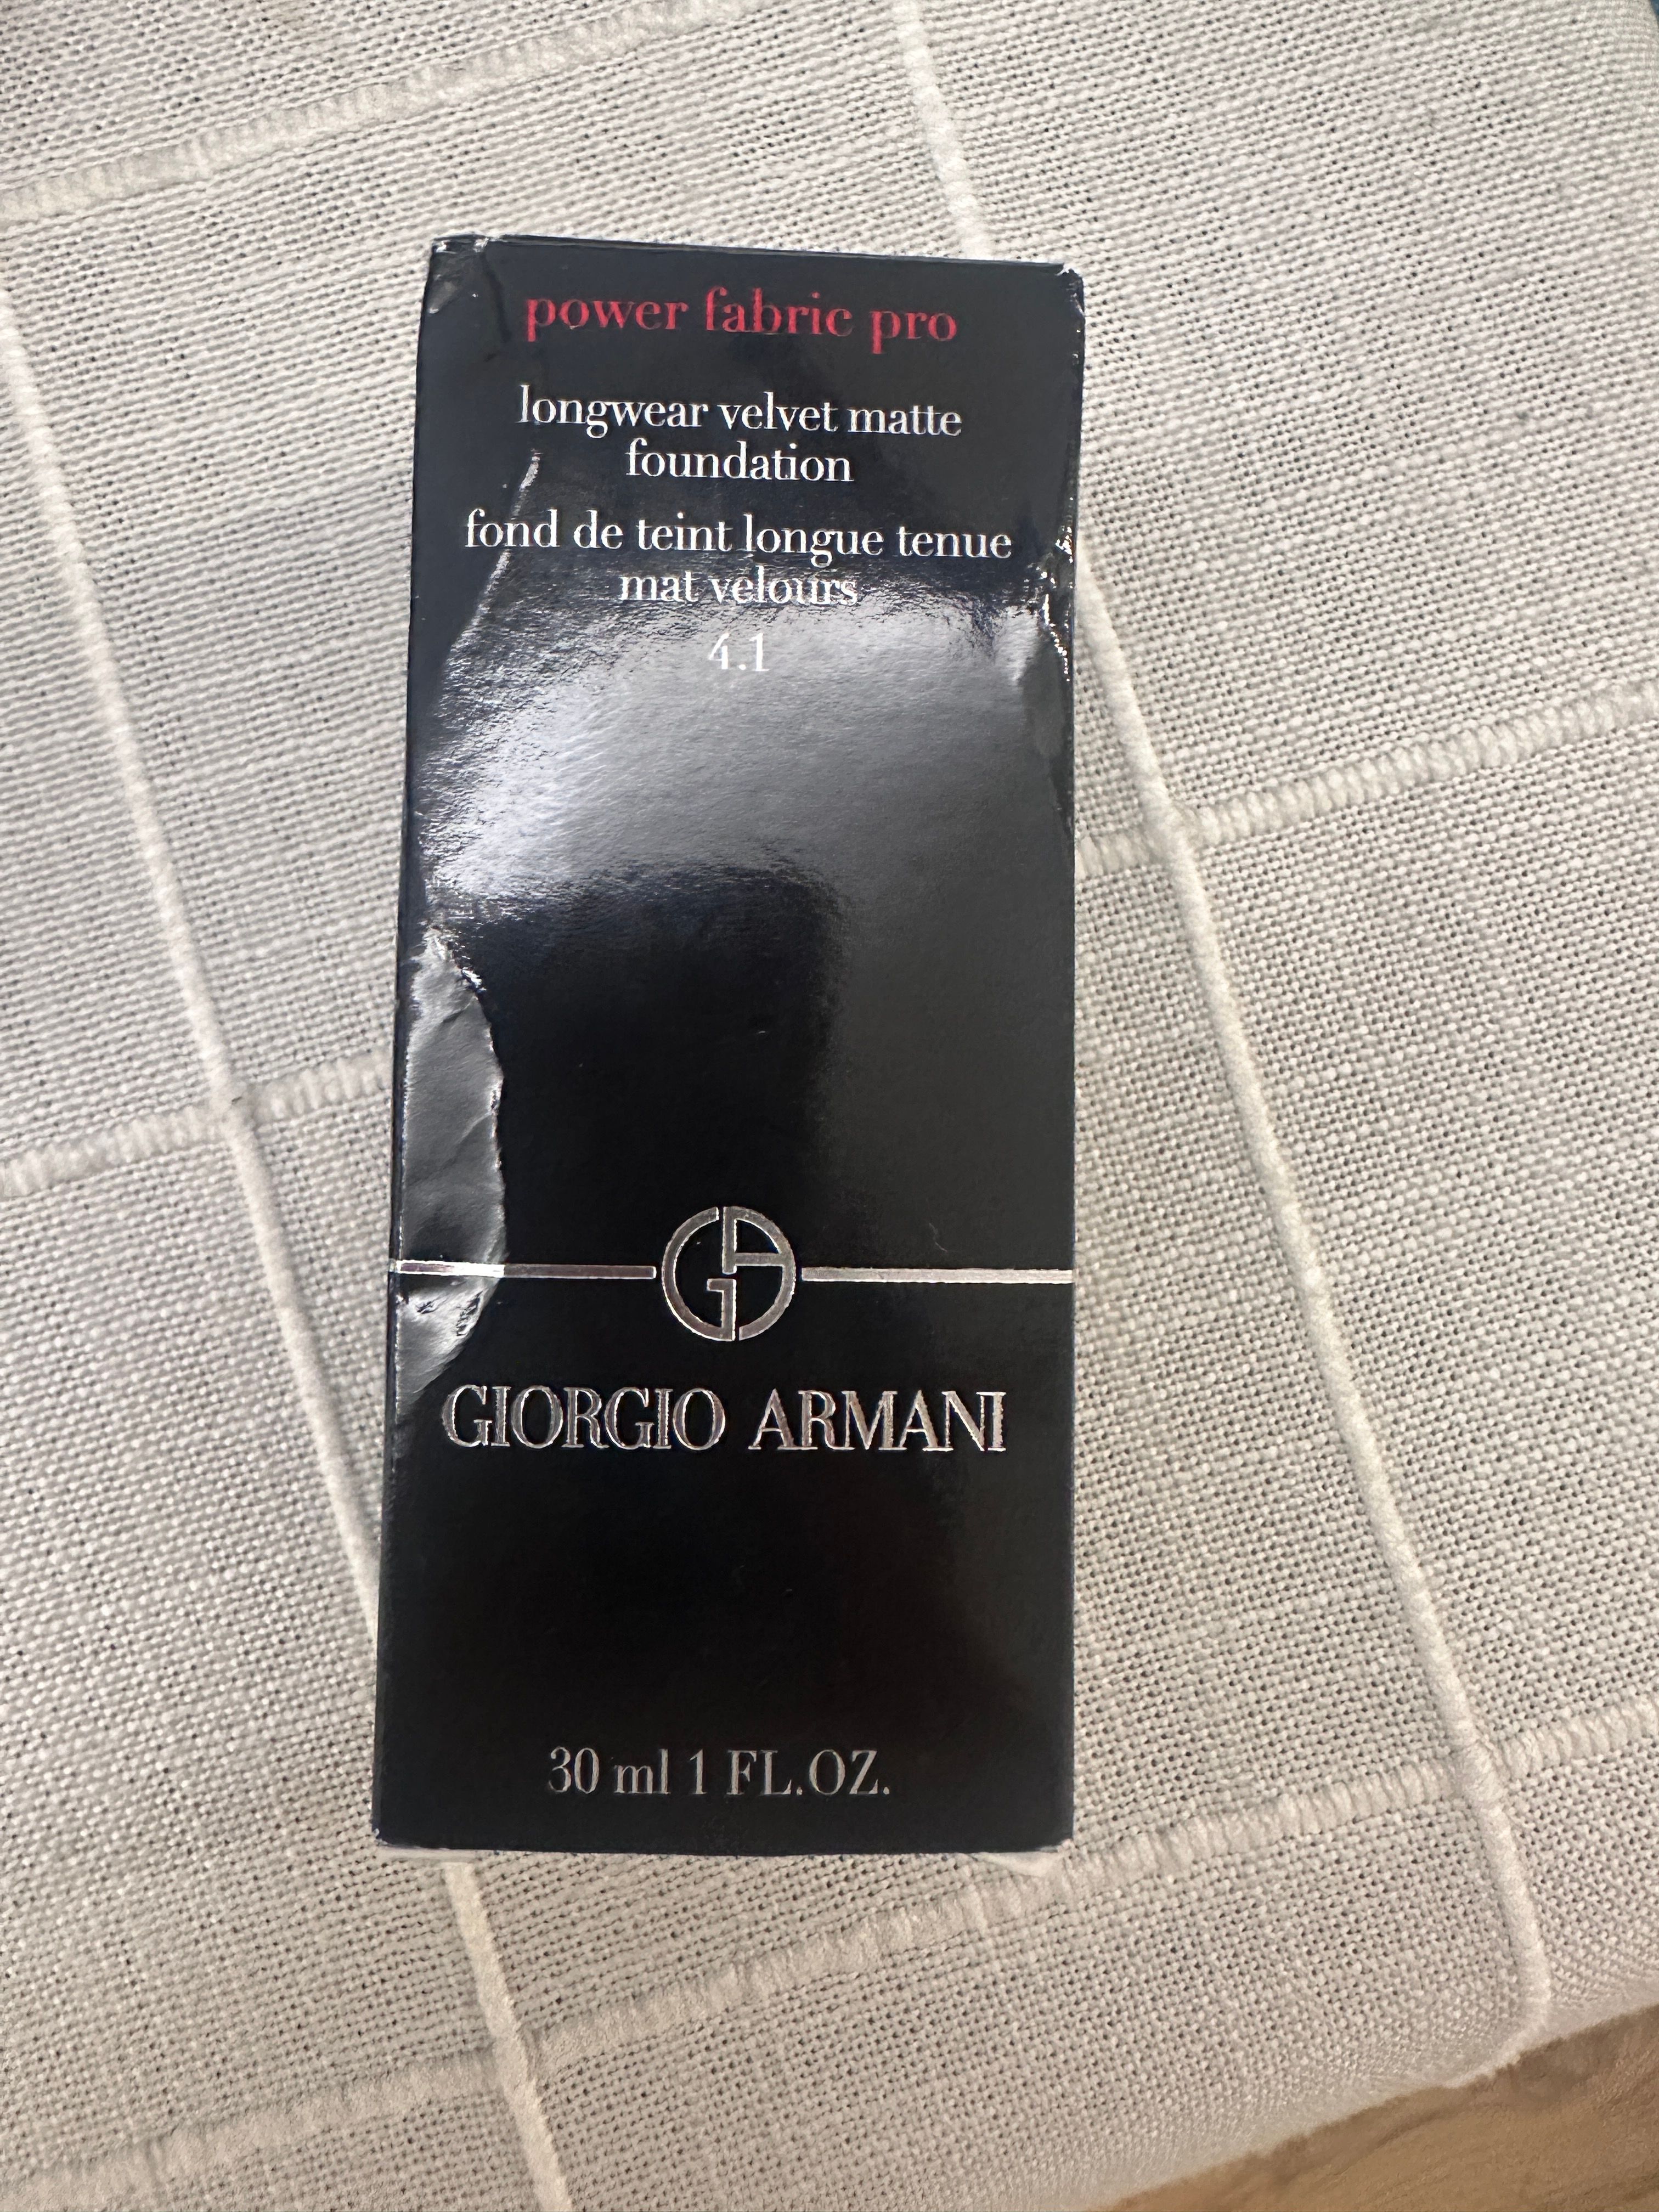 power fabric pro
longwear velvet matte
foundation
fond de teint longue tenue
mat velours
4.1
GA
GIORGIO ARMANI
30 ml 1 FL.OZ.